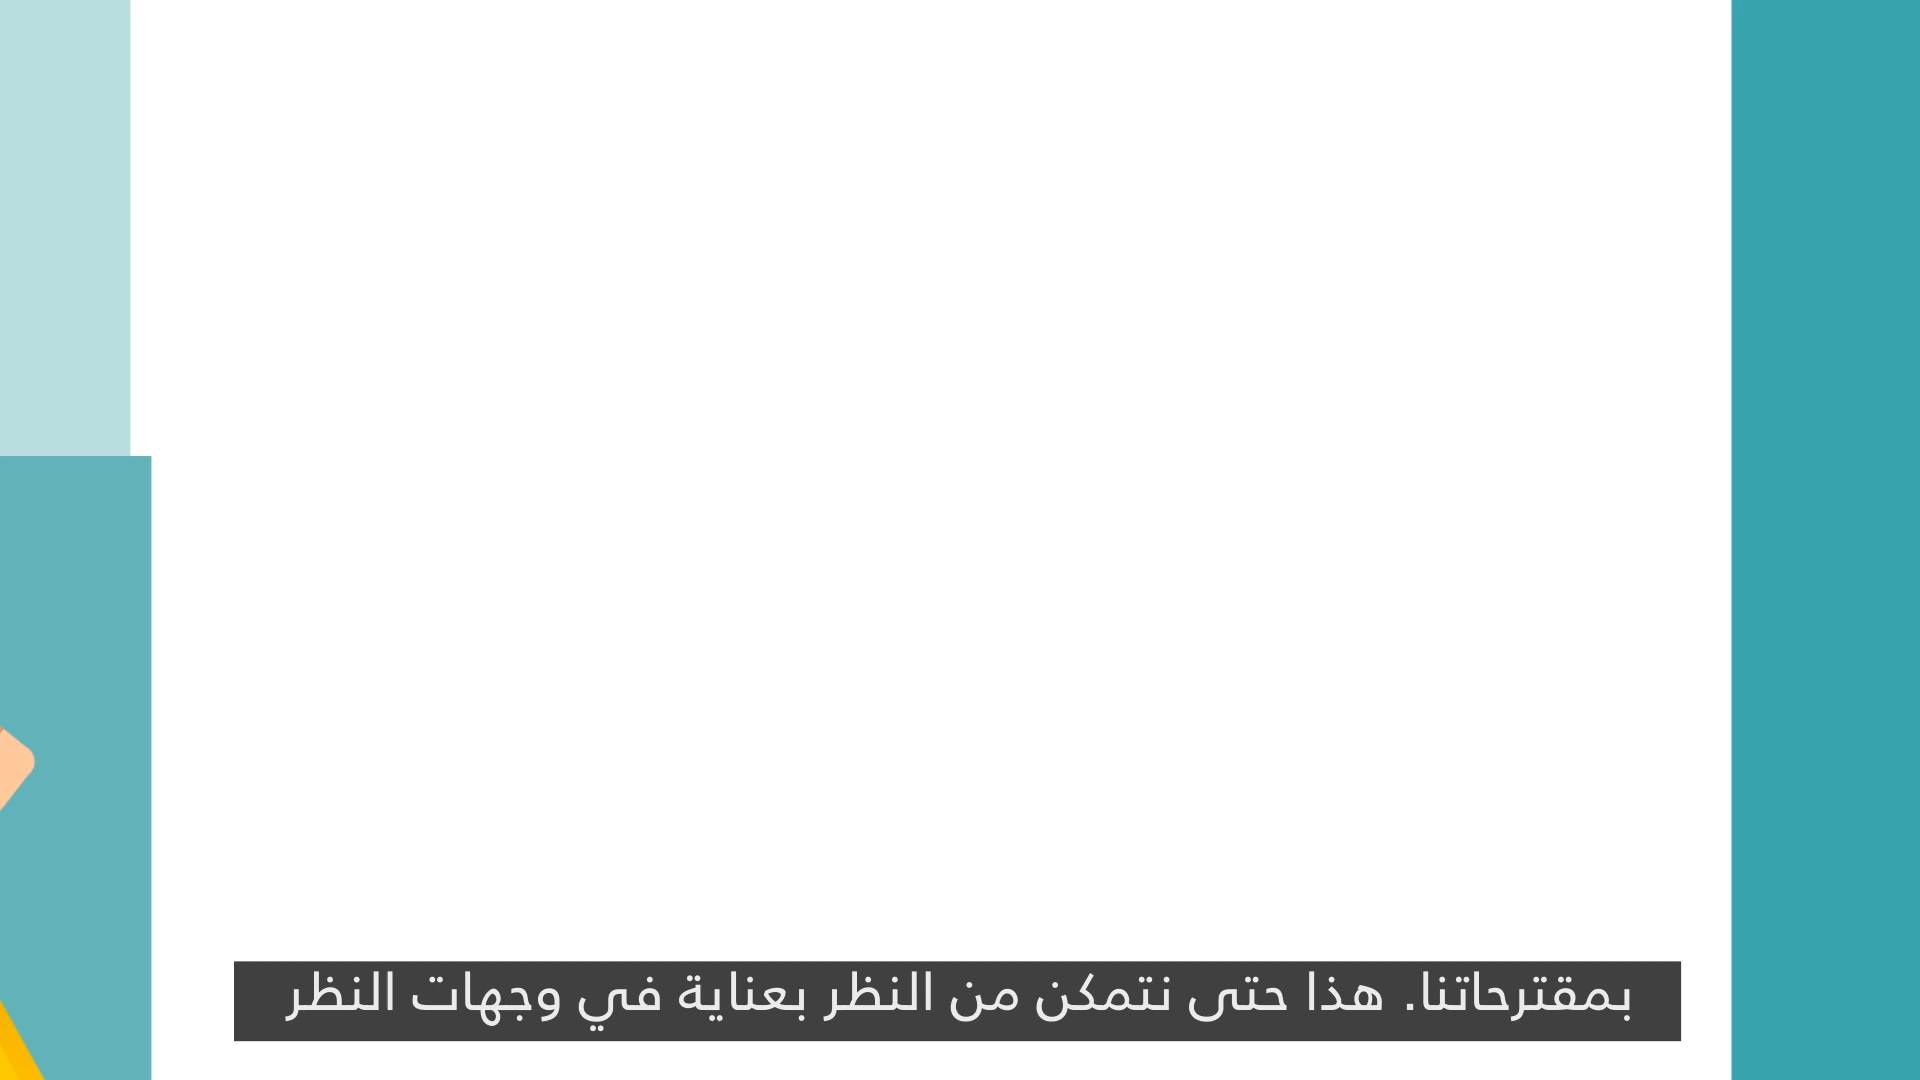 بمقترحاتنا. هذا حتى نتمكن من النظر بعناية في وجهات النظر